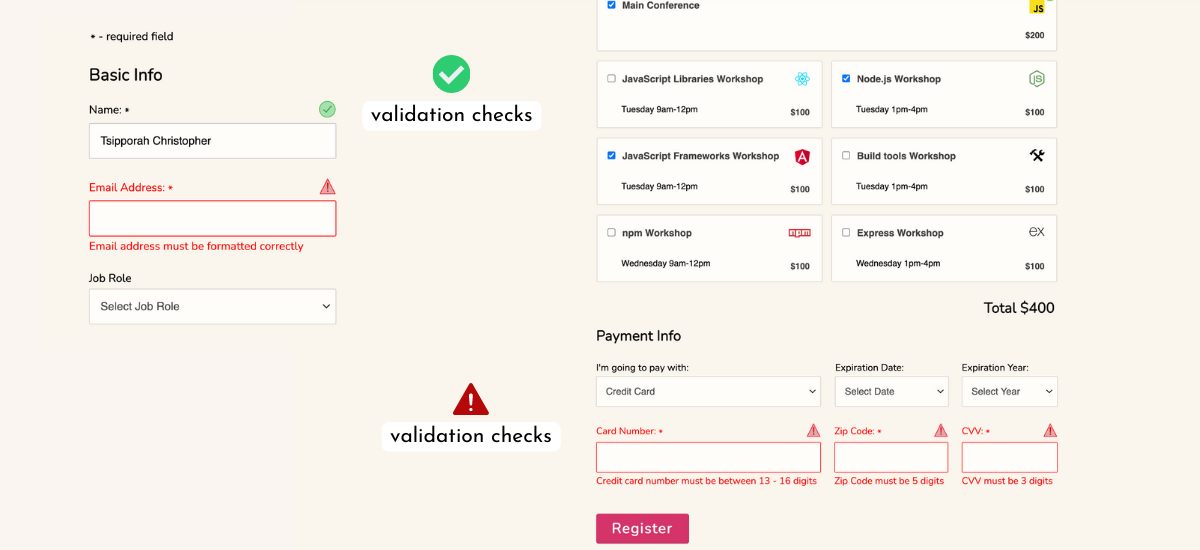 * - required field
Basic Info
Name: *
Tsipporah Christopher
Email Address: *
Email address must be formatted correctly
Job Role
Select Job Role
validation checks
validation checks
Main Conference
JS
$200
JavaScript Libraries Workshop
Tuesday 9am-12pm
$100
Node.js Workshop
JS
Tuesday 1pm-4pm
$100
JavaScript Frameworks Workshop
A
Tuesday 9am-12pm
$100
Build tools Workshop
Tuesday 1pm-4pm
$100
npm Workshop
npm
Wednesday 9am-12pm
$100
Express Workshop
ex
Wednesday 1pm-4pm
$100
Total $400
Payment Info
I'm going to pay with:
Credit Card
Expiration Date:
Select Date
Expiration Year:
Select Year
Card Number: *
Credit card number must be between 13 - 16 digits
Zip Code: *
Zip Code must be 5 digits
CVV: *
CVV must be 3 digits
Register